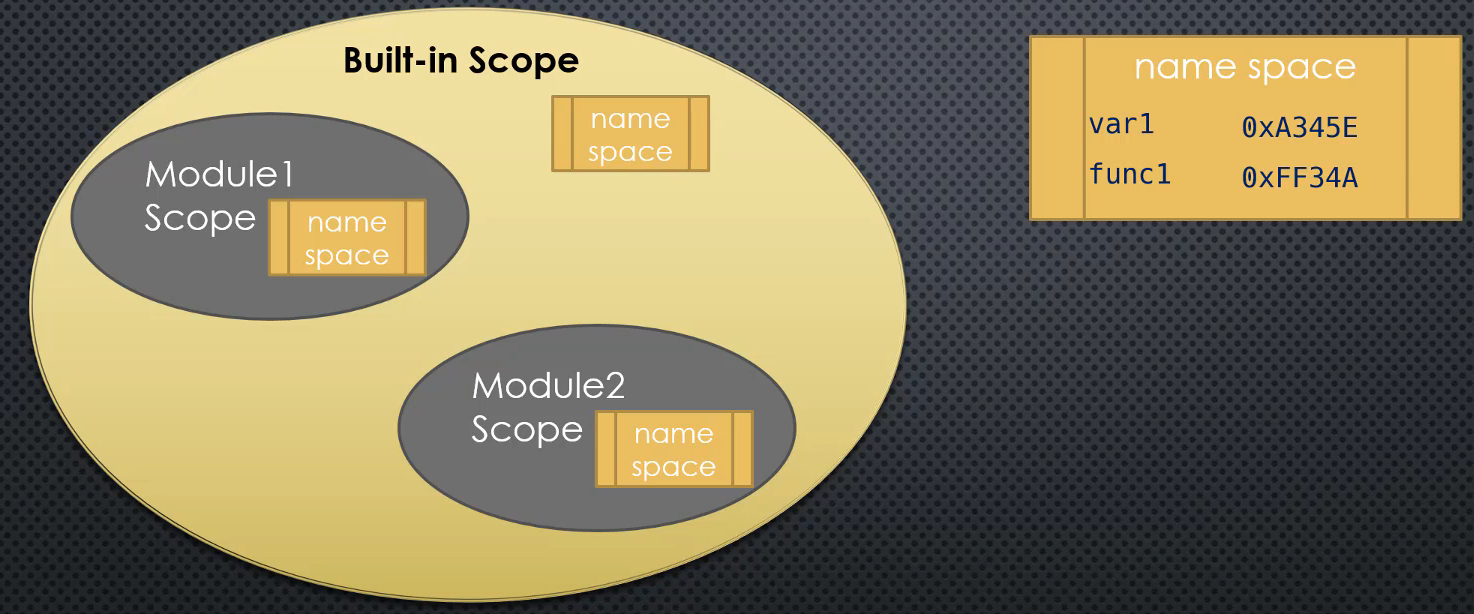 Built-in Scope
name
space
Module1
Scope
name
space
Module2
Scope
name
space
name space
var1 0xA345E
func1 0xFF34A